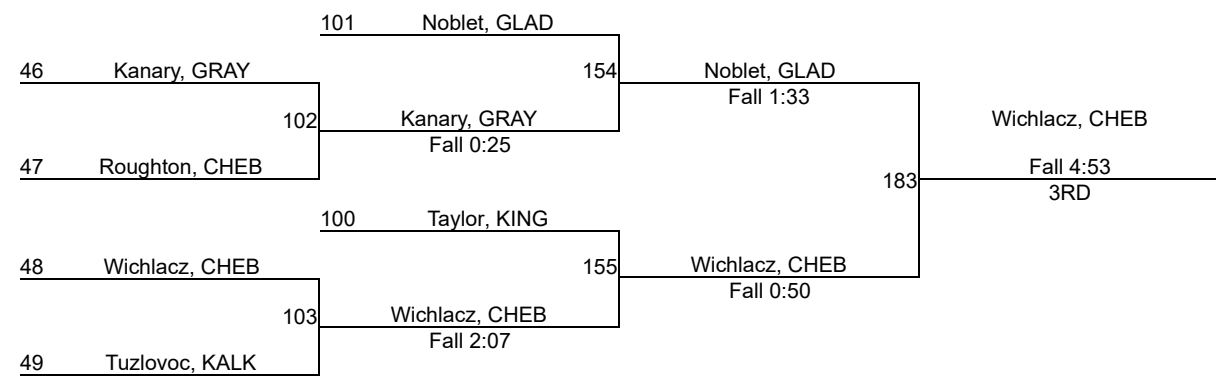 101 Noblet, GLAD
46 Kanary, GRAY
154
Noblet, GLAD
Fall 1:33
102
Kanary, GRAY
Fall 0:25
Wichlacz, CHEB
47 Roughton, CHEB
Fall 4:53
183
3RD
100 Taylor, KING
48 Wichlacz, CHEB
155
Wichlacz, CHEB
Fall 0:50
103
Wichlacz, CHEB
Fall 2:07
49 Tuzlovoc, KALK